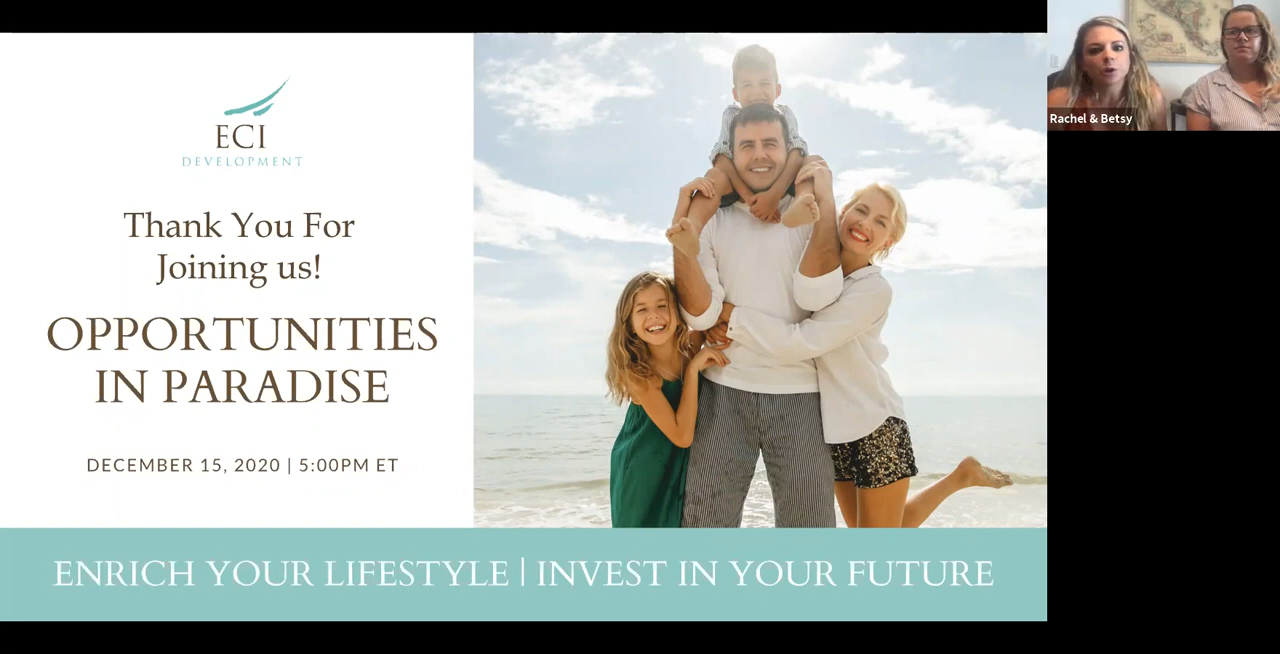 ECI
DEVELOPMENT
Thank You For
Joining us!
OPPORTUNITIES
IN PARADISE
DECEMBER 15, 2020 | 5:00PM ET
ENRICH YOUR LIFESTYLE | INVEST IN YOUR FUTURE
Rachel & Betsy